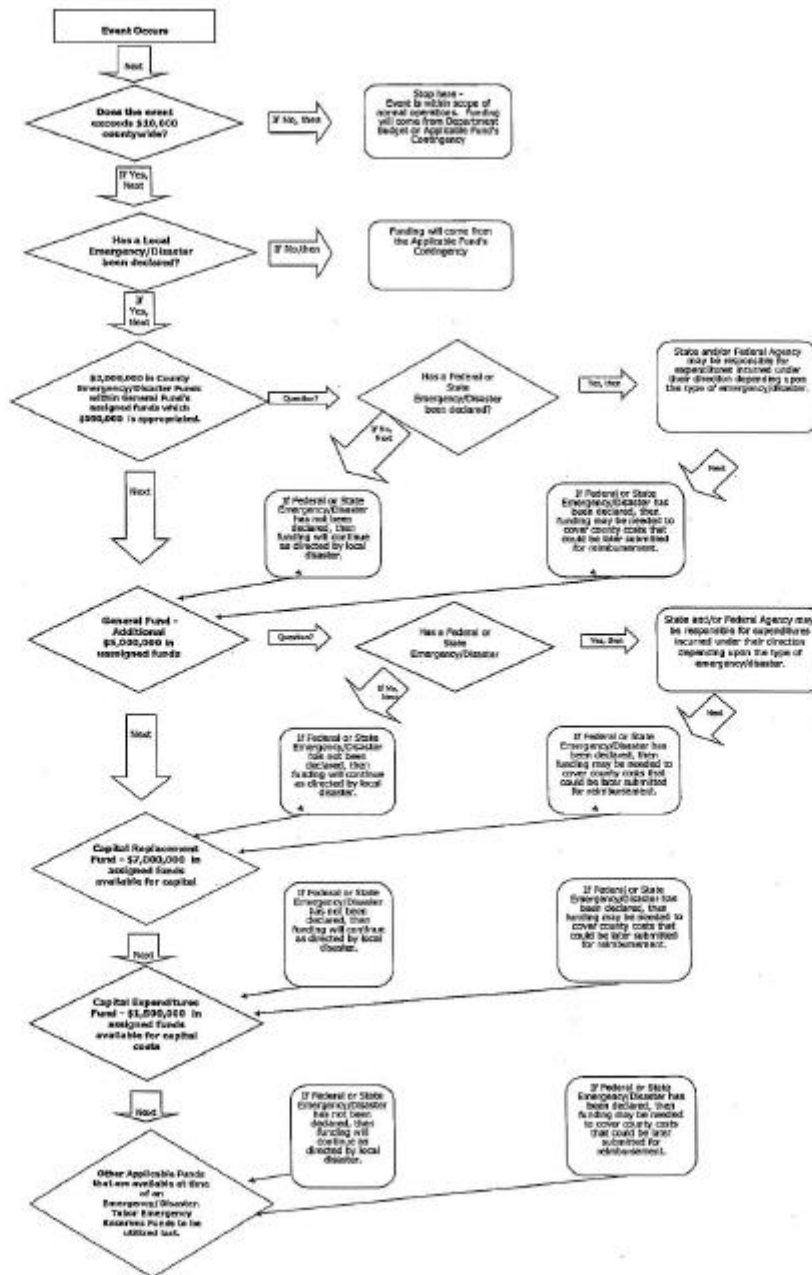 Event Occurs
Next
Does the event
exceeds $10,000
countywide?
If No, then
Stop here -
Event is within scope of
normal operations. Funding
will come from Department
Budget or Applicable Fund's
Contingency
If Yes,
Next
Has a Local
Emergency/Disaster
been declared?
If No,then
Funding will come from
the Applicable Fund's
Contingency
If
Yes,
Next
in County
Emergency/Disaster Funds
within General Fund's
assigned funds which
is appropriated.
Question?
Has a Federal or
State
Emergency/Disaster
been declared?
Yes, then
State and/or Federal Agency
may be responsible for
expenditures incurred under
their direction depending upon
the type of emergency/disaster.
If No,
Next
Next
Next
If Federal or State
Emergency/Disaster
has not been
declared, then
funding will continue
as directed by local
disaster.
If Federal or State
Emergency/Disaster has
been declared, then
funding may be needed to
cover county costs that
could be later submitted
for reimbursement.
General Fund -
Additional
$5,000,000 in
unassigned funds
Question?
Has a Federal or
State
Emergency/Disaster
Yes, then
State and/or Federal Agency may
be responsible for expenditures
incurred under their direction
depending upon the type of
emergency/disaster.
If No,
Next
Next
Next
If Federal or State
Emergency/Disaster
has not been
declared, then
funding will continue
as directed by local
disaster.
If Federal or State
Emergency/Disaster has
been declared, then
funding may be needed to
cover county costs that
could be later submitted
for reimbursement.
Capital Replacement
Fund - $7,000,000 in
assigned funds
available for capital
Next
If Federal or State
Emergency/Disaster
has not been
declared, then
funding will continue
as directed by local
disaster.
If Federal or State
Emergency/Disaster has
been declared, then
funding may be needed to
cover county costs that
could be later submitted
for reimbursement.
Capital Expenditures
Fund - in
assigned funds
available for capital
costs
Next
If Federal or State
Emergency/Disaster
has not been
declared, then
funding will
continue as
directed by local
disaster.
If Federal or State
Emergency/Disaster has
been declared, then
funding may be needed
to cover county costs
that could be later
submitted for
reimbursement.
Other Applicable Funds
that are available at time
of an
Emergency/Disaster.
Tabor Emergency
Reserves Funds to be
utilized last.